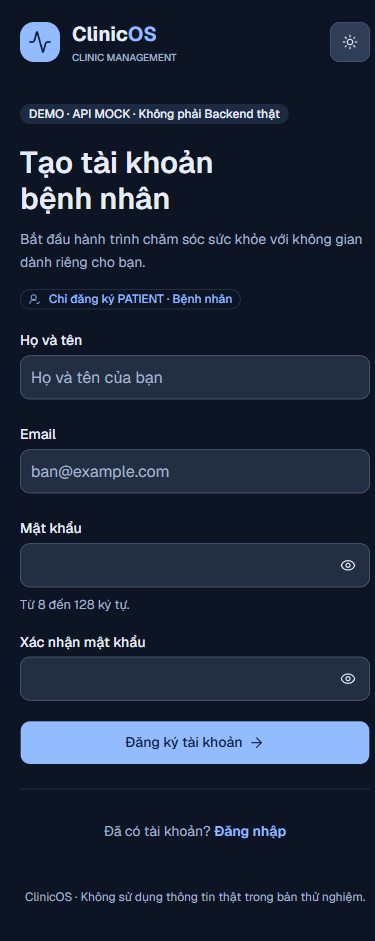 ClinicOS
CLINIC MANAGEMENT
DEMO · API MOCK · Không phải Backend thật
Tạo tài khoản
bệnh nhân
Bắt đầu hành trình chăm sóc sức khỏe với không gian
dành riêng cho bạn.
Chỉ đăng ký PATIENT · Bệnh nhân
Họ và tên
Họ và tên của bạn
Email
ban@example.com
Mật khẩu
Từ 8 đến 128 ký tự.
Xác nhận mật khẩu
Đăng ký tài khoản →
Đã có tài khoản? Đăng nhập
ClinicOS · Không sử dụng thông tin thật trong bản thử nghiệm.